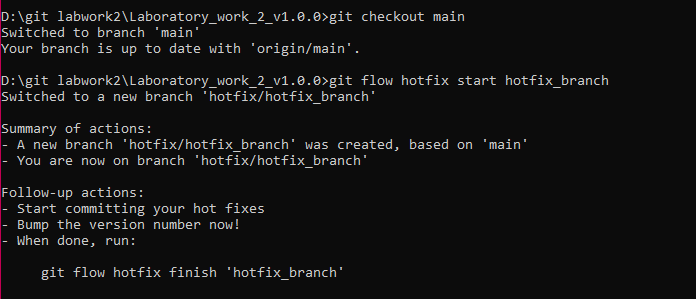 D:\git labwork2\Laboratory_work_2_v1.0.0>git checkout main
Switched to branch 'main'
Your branch is up to date with 'origin/main'.
D:\git labwork2\Laboratory_work_2_v1.0.0>git flow hotfix start hotfix_branch
Switched to a new branch 'hotfix/hotfix_branch'
Summary of actions:
- A new branch 'hotfix/hotfix_branch' was created, based on 'main'
- You are now on branch 'hotfix/hotfix_branch'
Follow-up actions:
- Start committing your hot fixes
- Bump the version number now!
- When done, run:
git flow hotfix finish 'hotfix_branch'